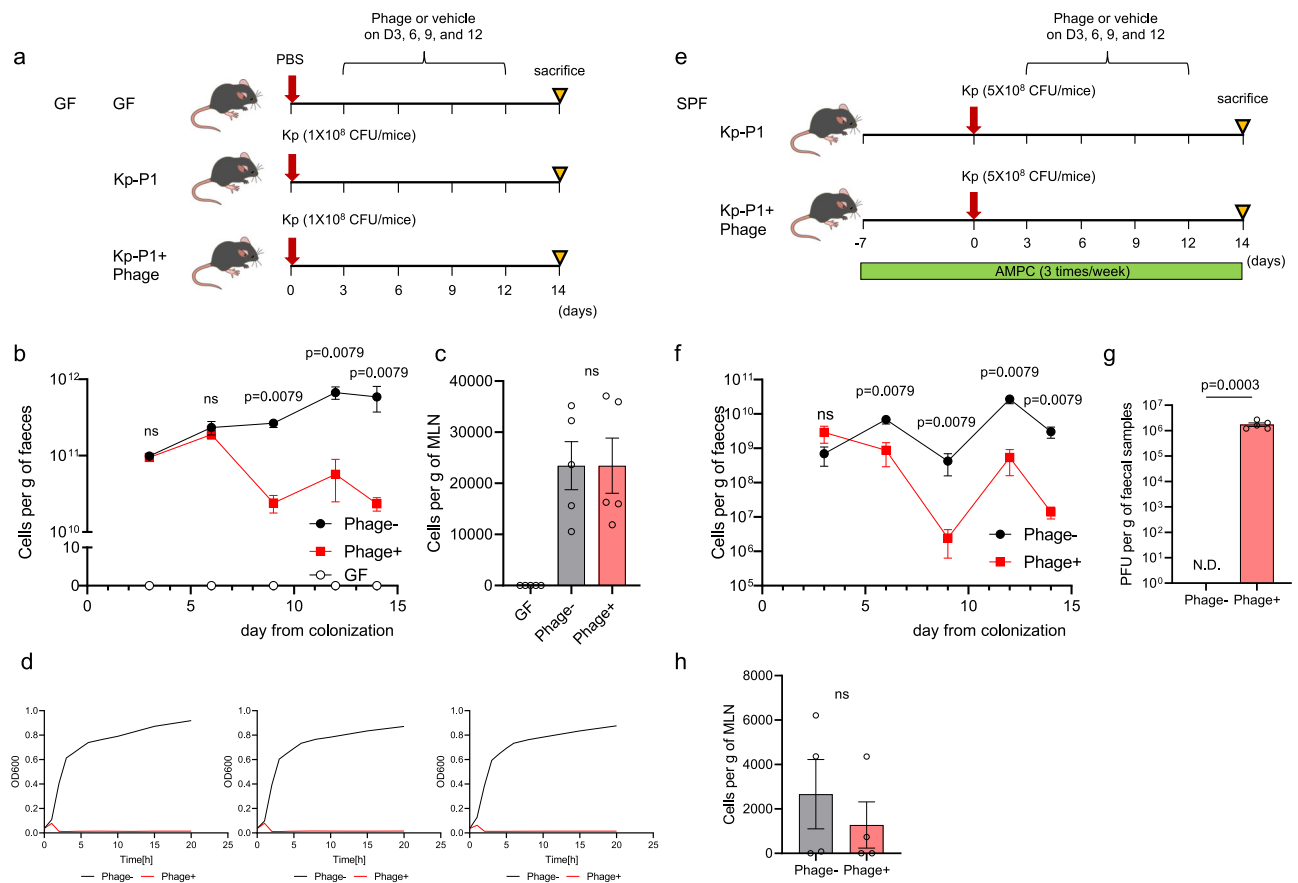 a
Phage or vehicle
on D3, 6, 9, and 12
PBS
sacrifice
GF
GF
Kp (1X10⁸ CFU/mice)
Kp-P1
Kp (1X10⁸ CFU/mice)
Kp-P1+
Phage
0 3 6 9 12 14
(days)
e
Phage or vehicle
on D3, 6, 9, and 12
SPF
Kp (5X10⁸ CFU/mice)
sacrifice
Kp-P1
Kp (5X10⁸ CFU/mice)
Kp-P1+
Phage
-7 0 3 6 9 12 14
AMPC (3 times/week)
(days)
b
p=0.0079
p=0.0079
p=0.0079
ns
ns
10¹²
10¹¹
10¹⁰
10
0
Cells per g of faeces
Phage-
Phage+
GF
0 5 10 15
day from colonization
c
ns
40000
30000
20000
10000
0
Cells per g of MLN
GF
Phage-
Phage+
f
p=0.0079
p=0.0079
p=0.0079
p=0.0079
ns
10¹¹
10¹⁰
10⁹
10⁸
10⁷
10⁶
10⁵
Cells per g of faeces
Phage-
Phage+
0 5 10 15
day from colonization
g
p=0.0003
10⁷
10⁶
10⁵
10⁴
10³
10²
10¹
10⁰
PFU per g of faecal samples
N.D.
Phage- Phage+
d
1.0
0.8
0.6
0.4
0.2
0.0
OD600
0 5 10 15 20 25
Time[h]
Phage- Phage+
1.0
0.8
0.6
0.4
0.2
0.0
OD600
0 5 10 15 20 25
Time[h]
Phage- Phage+
1.0
0.8
0.6
0.4
0.2
0.0
OD600
0 5 10 15 20 25
Time[h]
Phage- Phage+
h
ns
8000
6000
4000
2000
0
Cells per g of MLN
Phage- Phage+